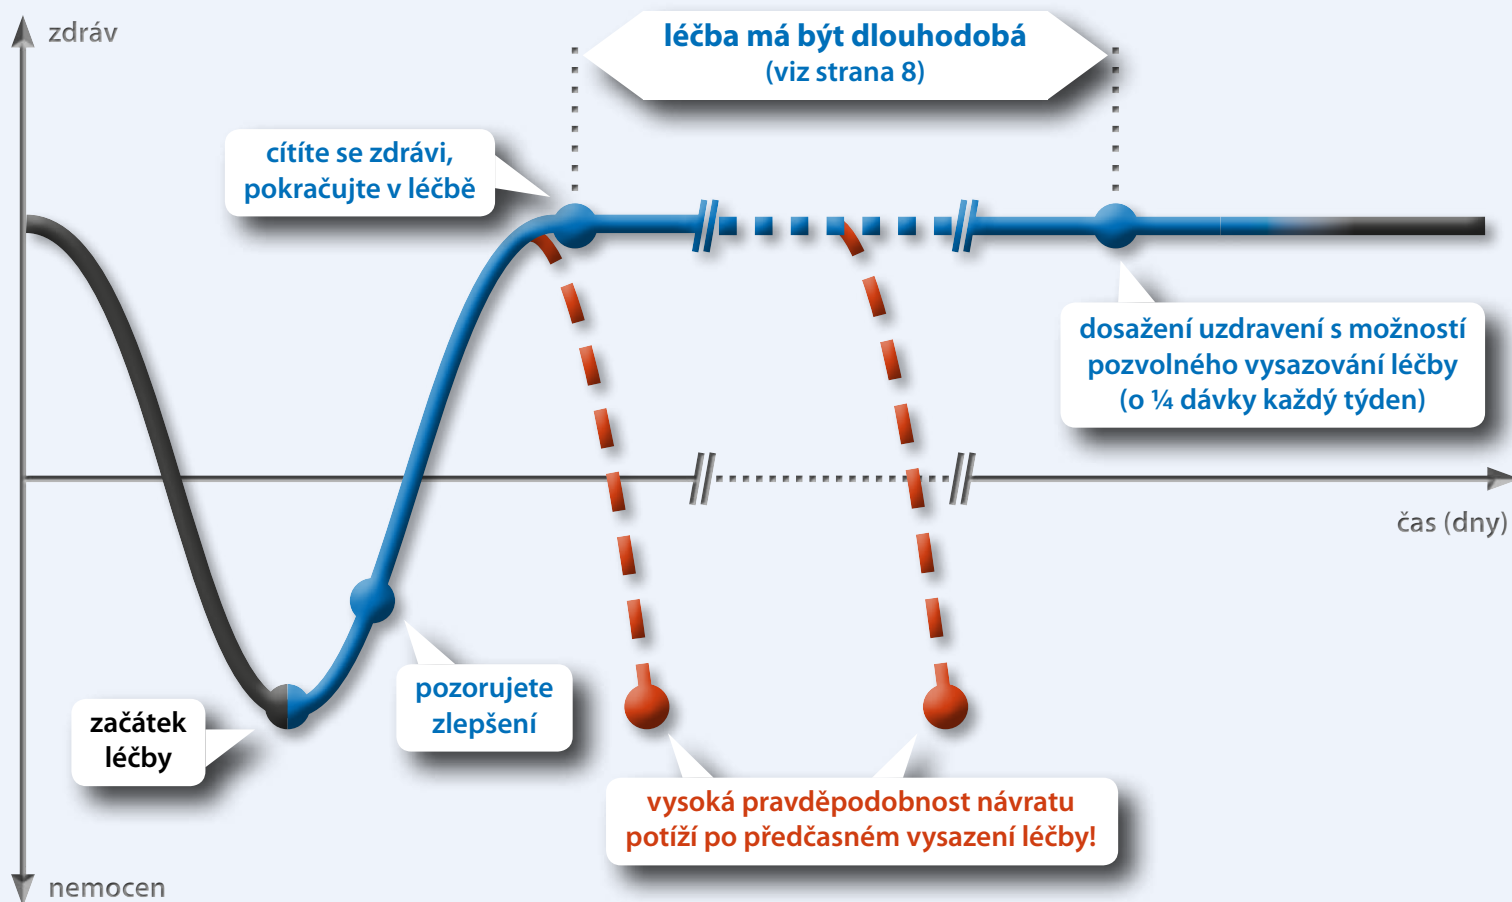 zdráv
léčba má být dlouhodobá
(viz strana 8)
cítíte se zdrávi,
pokračujte v léčbě
dosažení uzdravení s možností
pozvolného vysazování léčby
(o ¼ dávky každý týden)
čas (dny)
pozorujete
zlepšení
začátek
léčby
vysoká pravděpodobnost návratu
potíží po předčasném vysazení léčby!
nemocen